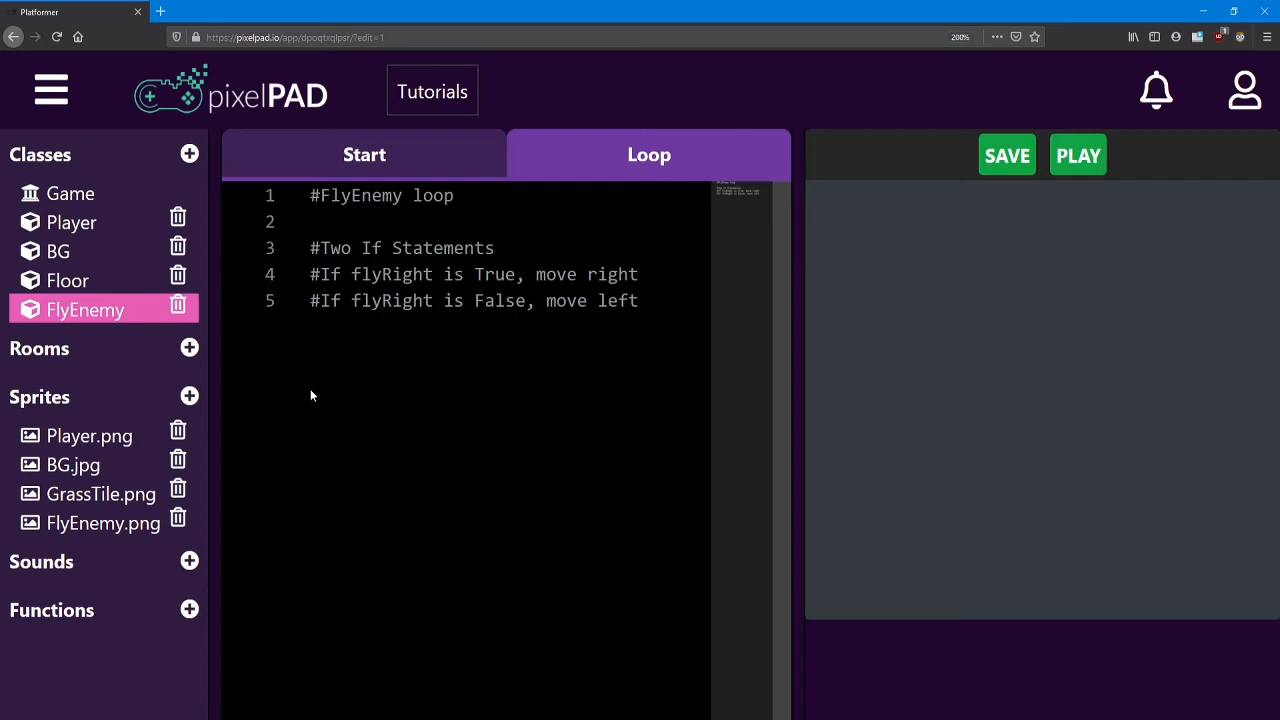 Platformer
https://pixelpad.io/app/dpoqtxqlpsr/?edit=1
200%
pixelPAD
Tutorials
Classes
Game
Player
BG
Floor
FlyEnemy
Rooms
Sprites
Player.png
BG.jpg
GrassTile.png
FlyEnemy.png
Sounds
Functions
Start
Loop
1 #FlyEnemy loop
2
3 #Two If Statements
4 #If flyRight is True, move right
5 #If flyRight is False, move left
SAVE
PLAY